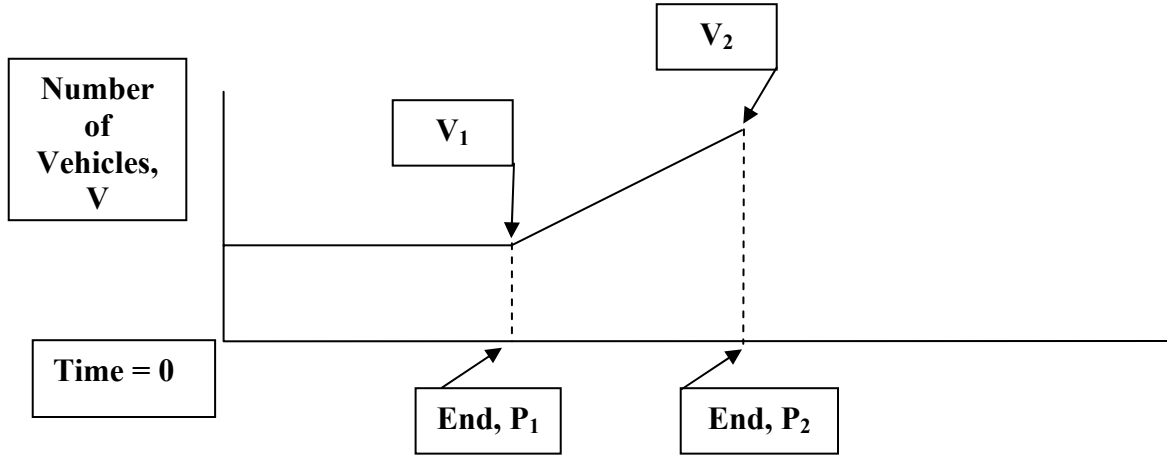 V₂
Number
of
Vehicles,
V
V₁
Time = 0
End, P₁
End, P₂